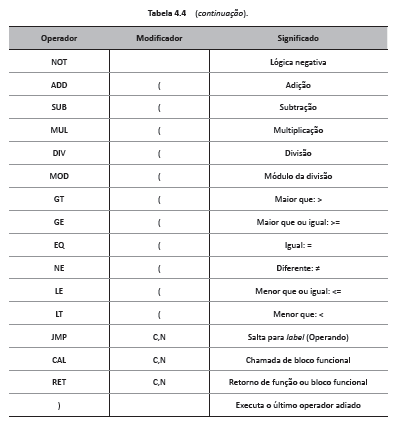 Tabela 4.4 (continuação).
Operador Modificador Significado
NOT Lógica negativa
ADD ( Adição
SUB ( Subtração
MUL ( Multiplicação
DIV ( Divisão
MOD ( Módulo da divisão
GT ( Maior que: >
GE ( Maior que ou igual: >=
EQ ( Igual: =
NE ( Diferente: ≠
LE ( Menor que ou igual: <=
LT ( Menor que: <
JMP C,N Salta para label (Operando)
CAL C,N Chamada de bloco funcional
RET C,N Retorno de função ou bloco funcional
) Executa o último operador adiado